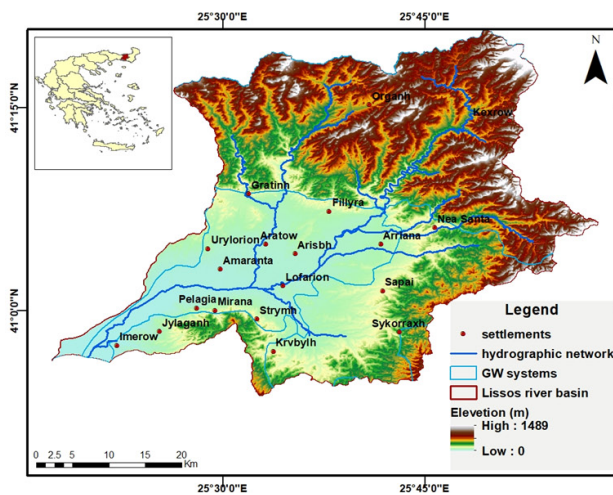 25°30'0"E 25°45'0"E
N
41°15'0"N
41°0'0"N
Organh
Kexrow
Gratinh
Fillyra
Nea Santa
Urylorion
Aratow
Arisbh
Arriana
Amaranta
Lofarion
Sapai
Pelagia
Mirana
Strymh
Jylaganh
Sykorraxh
Imerow
Krvbylh
Legend
settlements
hydrographic network
GW systems
Lissos river basin
Elevetion (m)
High : 1489
Low : 0
0 2.5 5 10 15 20
Km
25°30'0"E 25°45'0"E